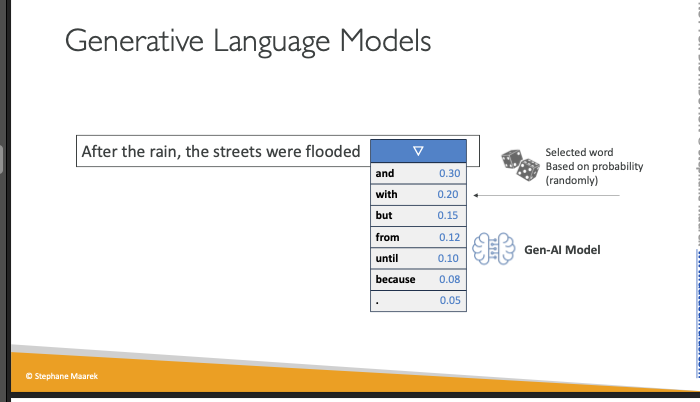 Generative Language Models
After the rain, the streets were flooded
and 0.30
with 0.20
but 0.15
from 0.12
until 0.10
because 0.08
. 0.05
Selected word
Based on probability
(randomly)
Gen-AI Model
© Stephane Maarek